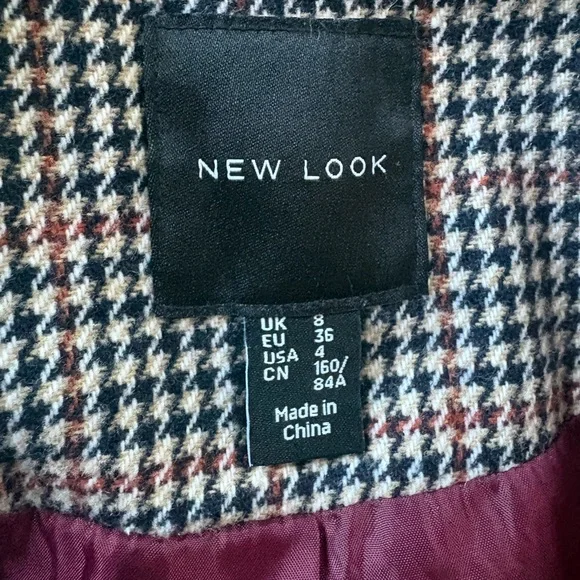 NEW LOOK
UK 8
EU 36
USA 4
CN 160/
84A
Made in
China